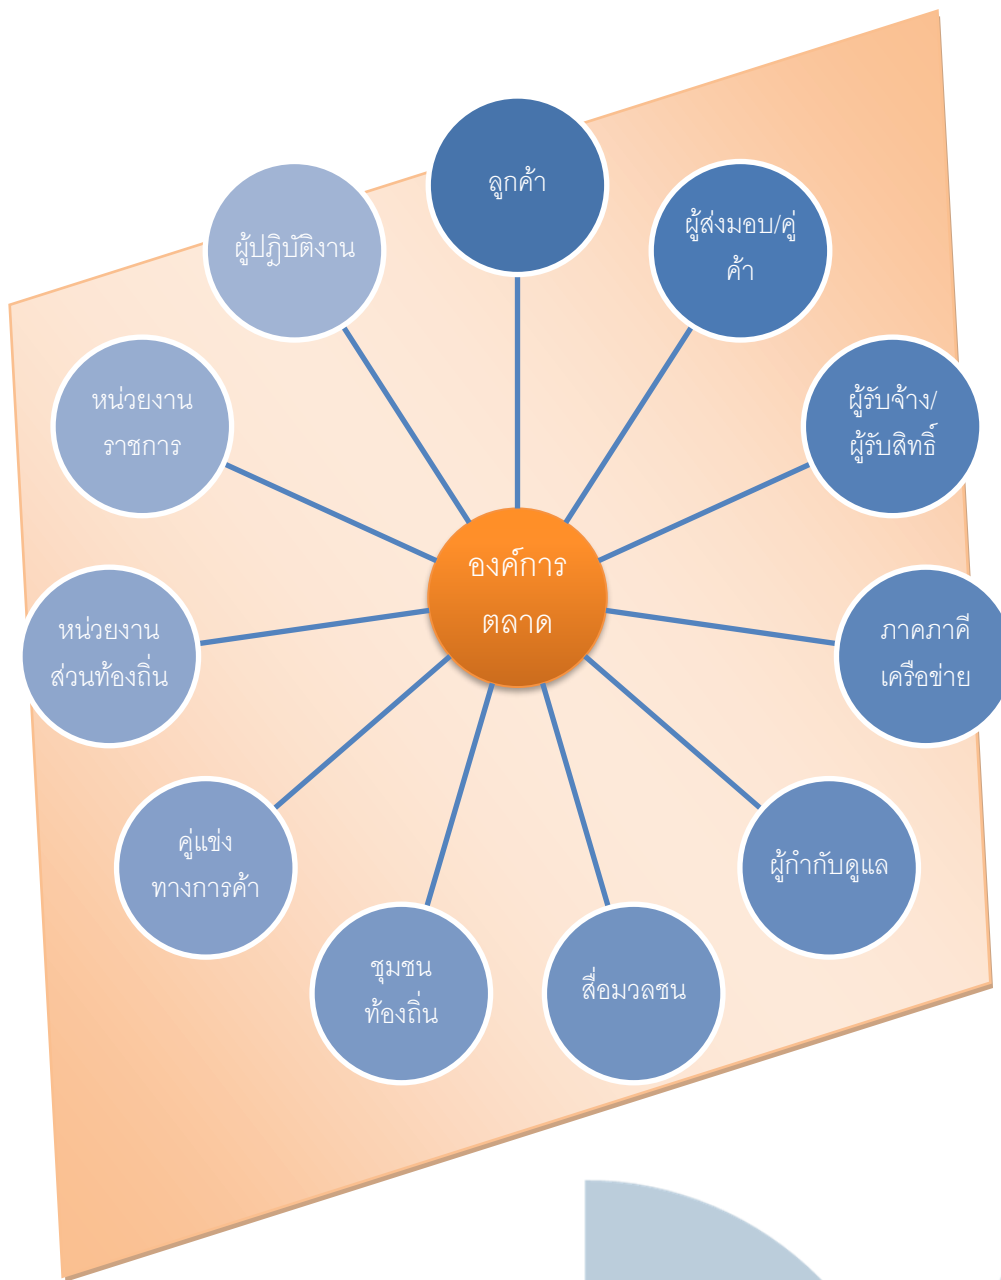 ลูกค้า
ผู้ส่งมอบ/คู่
ค้า
ผู้รับจ้าง/
ผู้รับสิทธิ์
ภาคภาคี
เครือข่าย
ผู้กำกับดูแล
สื่อมวลชน
ชุมชน
ท้องถิ่น
คู่แข่ง
ทางการค้า
หน่วยงาน
ส่วนท้องถิ่น
หน่วยงาน
ราชการ
ผู้ปฏิบัติงาน
องค์การ
ตลาด